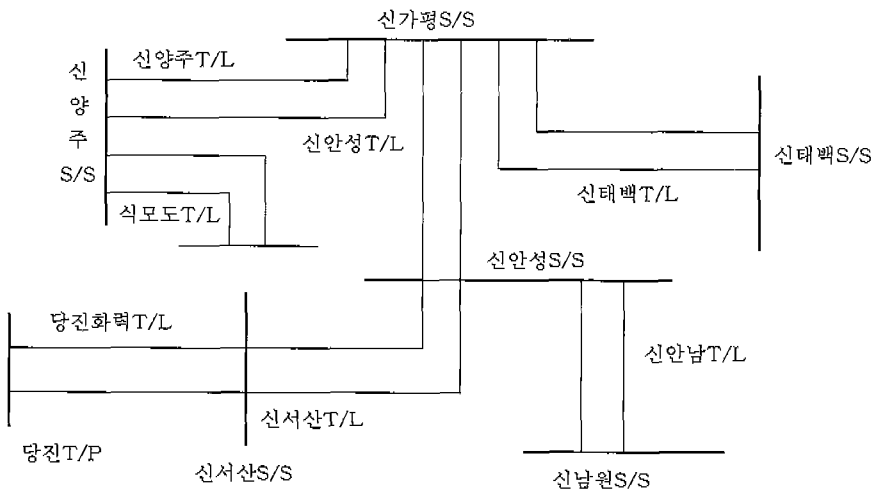 신가평S/S
신양주T/L
신
양
주
S/S
신안성T/L
식모도T/L
신태백S/S
신태백T/L
신안성S/S
당진화력T/L
신안남T/L
신서산T/L
당진T/P
신서산S/S
신남원S/S